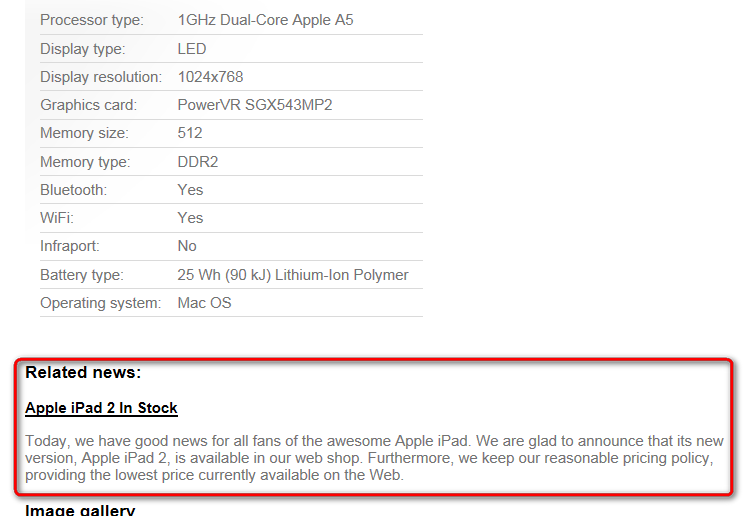 Processor type: 1GHz Dual-Core Apple A5
Display type: LED
Display resolution: 1024x768
Graphics card: PowerVR SGX543MP2
Memory size: 512
Memory type: DDR2
Bluetooth: Yes
WiFi: Yes
Infraport: No
Battery type: 25 Wh (90 kJ) Lithium-Ion Polymer
Operating system: Mac OS
Related news:
Apple iPad 2 In Stock
Today, we have good news for all fans of the awesome Apple iPad. We are glad to announce that its new
version, Apple iPad 2, is available in our web shop. Furthermore, we keep our reasonable pricing policy,
providing the lowest price currently available on the Web.
Image gallery